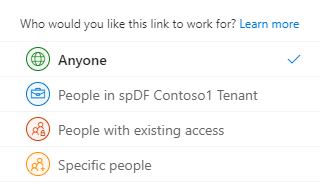 Who would you like this link to work for? Learn more
Anyone
People in spDF Contoso1 Tenant
People with existing access
Specific people